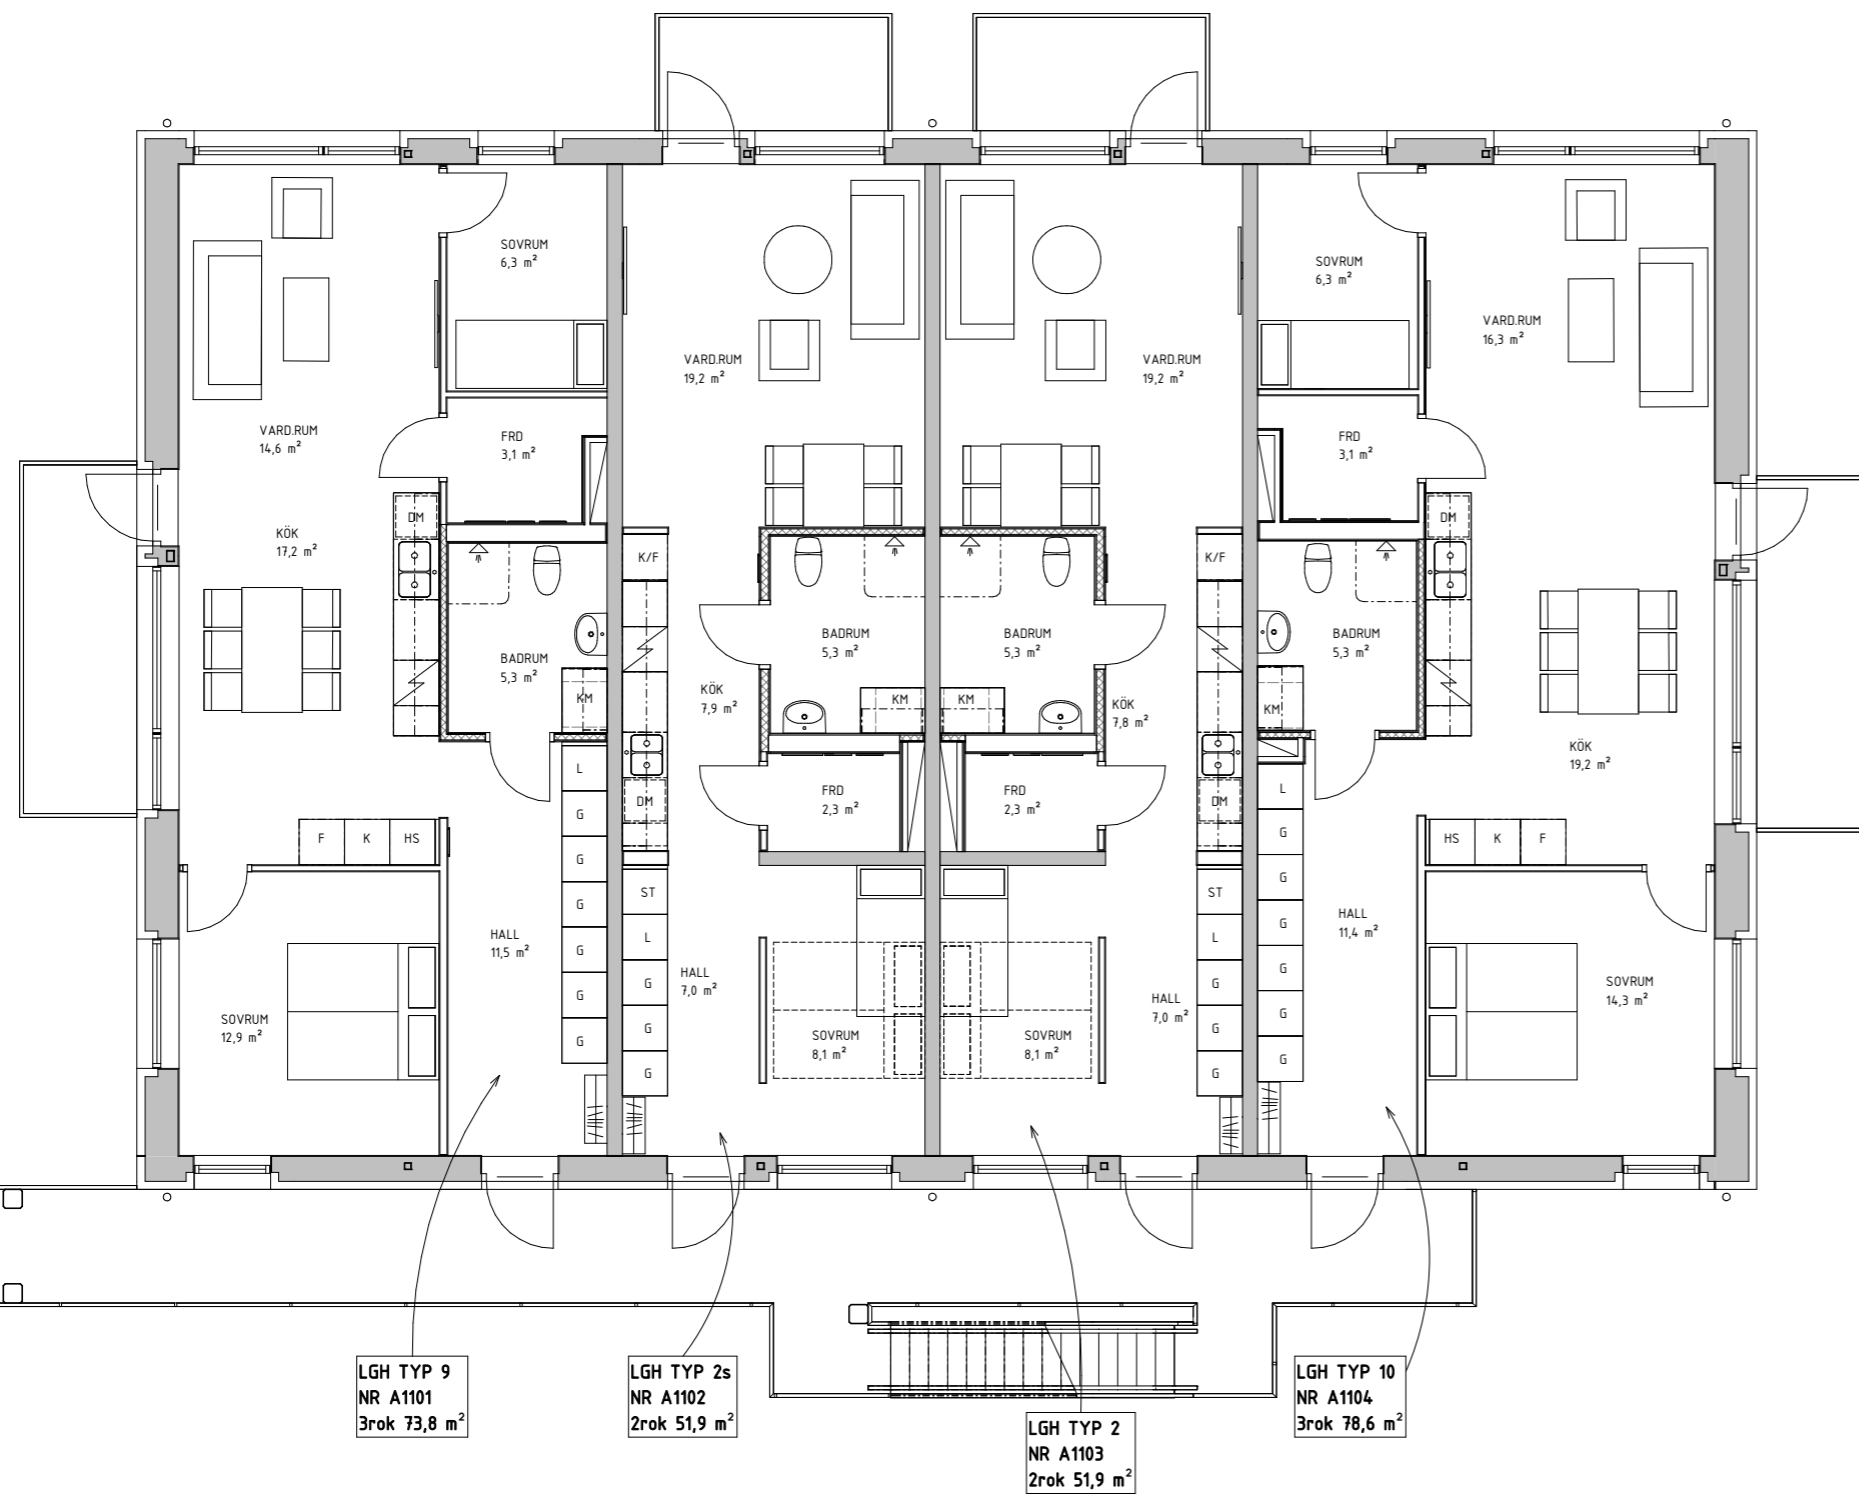 SOVRUM
6,3 m²
VARD.RUM
14,6 m²
FRD
3,1 m²
DM
KÖK
17,2 m²
BADRUM
5,3 m²
KM
F
K
HS
L
G
G
G
G
G
G
HALL
11,5 m²
SOVRUM
12,9 m²
VARD.RUM
19,2 m²
K/F
BADRUM
5,3 m²
KÖK
7,9 m²
KM
DM
FRD
2,3 m²
ST
L
G
G
G
HALL
7,0 m²
SOVRUM
8,1 m²
VARD.RUM
19,2 m²
K/F
BADRUM
5,3 m²
KM
KÖK
7,8 m²
DM
FRD
2,3 m²
ST
L
G
G
G
HALL
7,0 m²
SOVRUM
8,1 m²
SOVRUM
6,3 m²
VARD.RUM
16,3 m²
FRD
3,1 m²
DM
BADRUM
5,3 m²
KM
KÖK
19,2 m²
HS
K
F
L
G
G
G
G
G
G
HALL
11,4 m²
SOVRUM
14,3 m²
LGH TYP 9
NR A1101
3rok 73,8 m²
LGH TYP 2s
NR A1102
2rok 51,9 m²
LGH TYP 2
NR A1103
2rok 51,9 m²
LGH TYP 10
NR A1104
3rok 78,6 m²